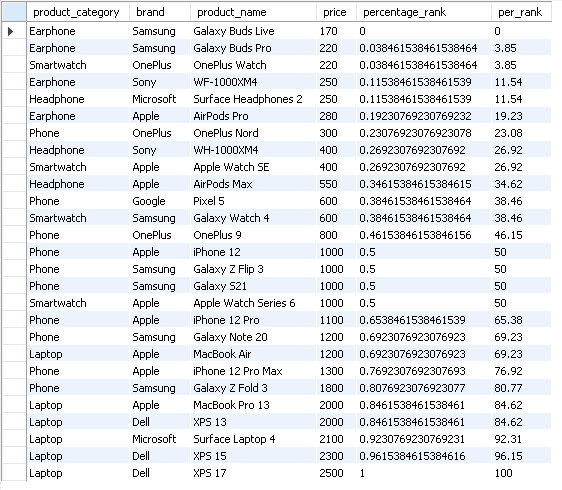 product_category brand product_name price percentage_rank per_rank
Earphone Samsung Galaxy Buds Live 170 0 0
Earphone Samsung Galaxy Buds Pro 220 0.038461538461538464 3.85
Smartwatch OnePlus OnePlus Watch 220 0.038461538461538464 3.85
Earphone Sony WF-1000XM4 250 0.11538461538461539 11.54
Headphone Microsoft Surface Headphones 2 250 0.11538461538461539 11.54
Earphone Apple AirPods Pro 280 0.19230769230769232 19.23
Phone OnePlus OnePlus Nord 300 0.23076923076923078 23.08
Headphone Sony WH-1000XM4 400 0.2692307692307692 26.92
Smartwatch Apple Apple Watch SE 400 0.2692307692307692 26.92
Headphone Apple AirPods Max 550 0.34615384615384615 34.62
Phone Google Pixel 5 600 0.38461538461538464 38.46
Smartwatch Samsung Galaxy Watch 4 600 0.38461538461538464 38.46
Phone OnePlus OnePlus 9 800 0.46153846153846156 46.15
Phone Apple iPhone 12 1000 0.5 50
Phone Samsung Galaxy Z Flip 3 1000 0.5 50
Phone Samsung Galaxy S21 1000 0.5 50
Smartwatch Apple Apple Watch Series 6 1000 0.5 50
Phone Apple iPhone 12 Pro 1100 0.6538461538461539 65.38
Phone Samsung Galaxy Note 20 1200 0.6923076923076923 69.23
Laptop Apple MacBook Air 1200 0.6923076923076923 69.23
Phone Apple iPhone 12 Pro Max 1300 0.7692307692307693 76.92
Phone Samsung Galaxy Z Fold 3 1800 0.8076923076923077 80.77
Laptop Apple MacBook Pro 13 2000 0.8461538461538461 84.62
Laptop Dell XPS 13 2000 0.8461538461538461 84.62
Laptop Microsoft Surface Laptop 4 2100 0.9230769230769231 92.31
Laptop Dell XPS 15 2300 0.9615384615384616 96.15
Laptop Dell XPS 17 2500 1 100